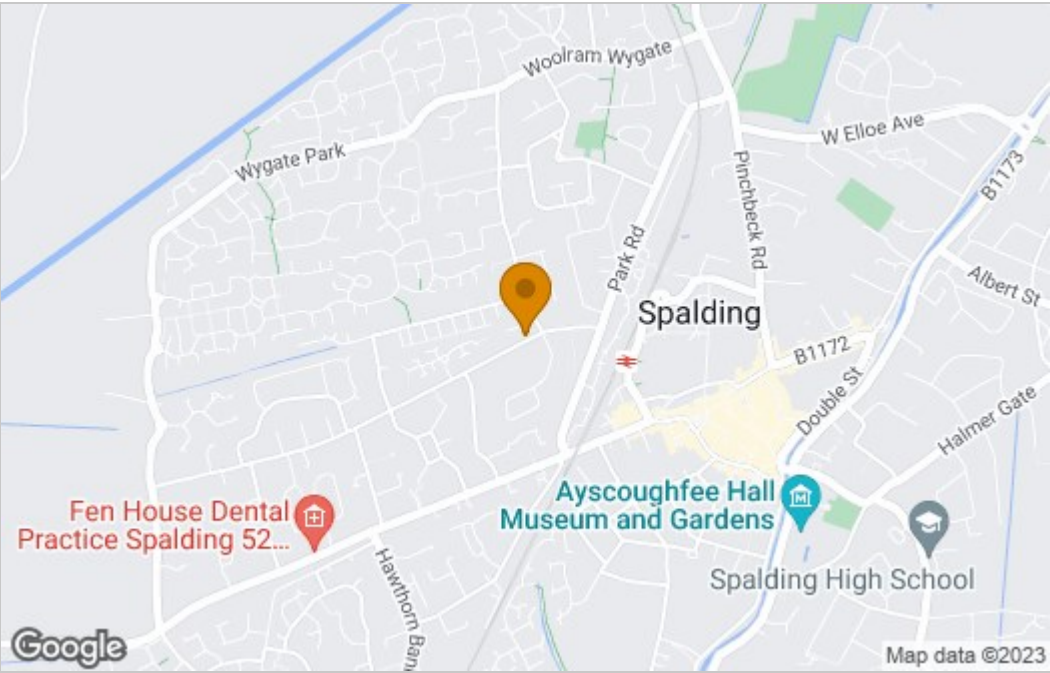 Woolram Wygate
W Elloe Ave
Wygate Park
Pinchbeck Rd
B1173
Park Rd
Albert St
Spalding
B1172
Double St
Halmer Gate
Ayscoughfee Hall
Museum and Gardens
Fen House Dental
Practice Spalding 52...
Hawthorn Ban
Spalding High School
Google
Map data ©2023